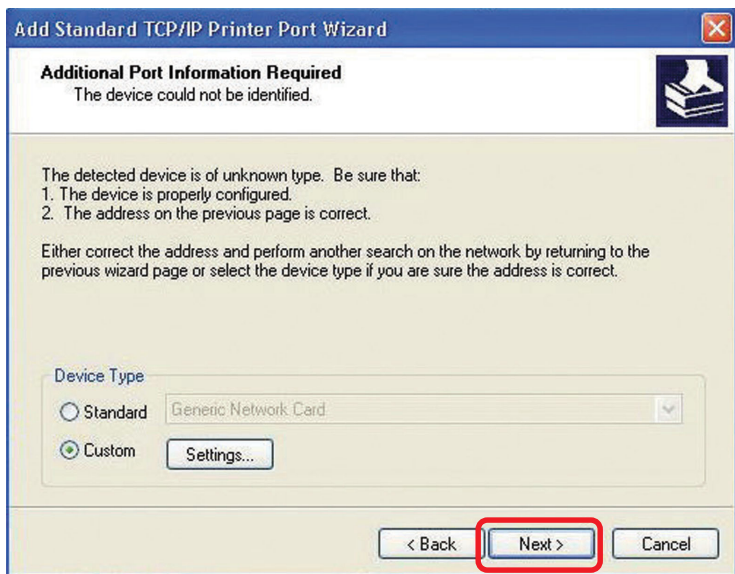 Add Standard TCP/IP Printer Port Wizard
Additional Port Information Required
The device could not be identified.
The detected device is of unknown type. Be sure that:
1. The device is properly configured.
2. The address on the previous page is correct.
Either correct the address and perform another search on the network by returning to the
previous wizard page or select the device type if you are sure the address is correct.
Device Type
Standard Generic Network Card
Custom Settings...
< Back Next > Cancel